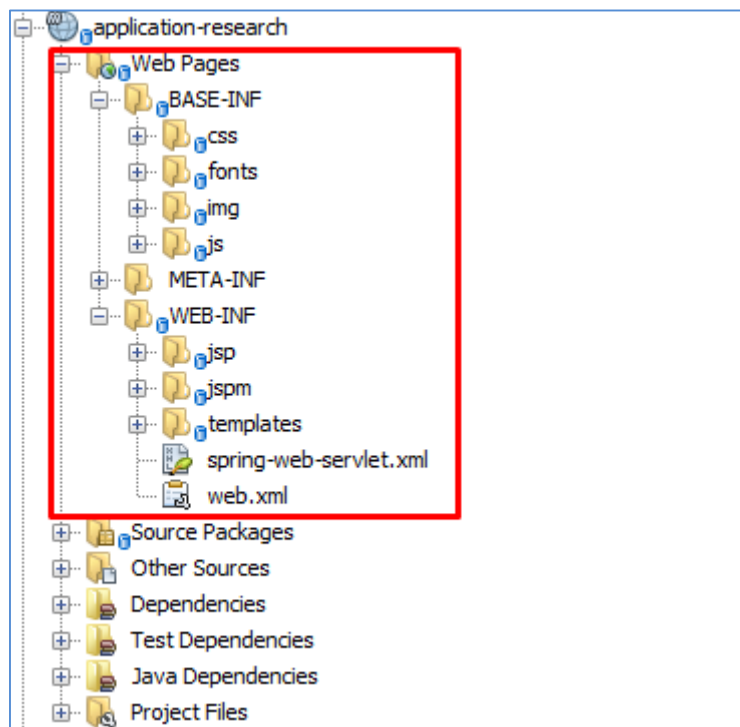 application-research
Web Pages
BASE-INF
css
fonts
img
js
META-INF
WEB-INF
jsp
jspm
templates
spring-web-servlet.xml
web.xml
Source Packages
Other Sources
Dependencies
Test Dependencies
Java Dependencies
Project Files